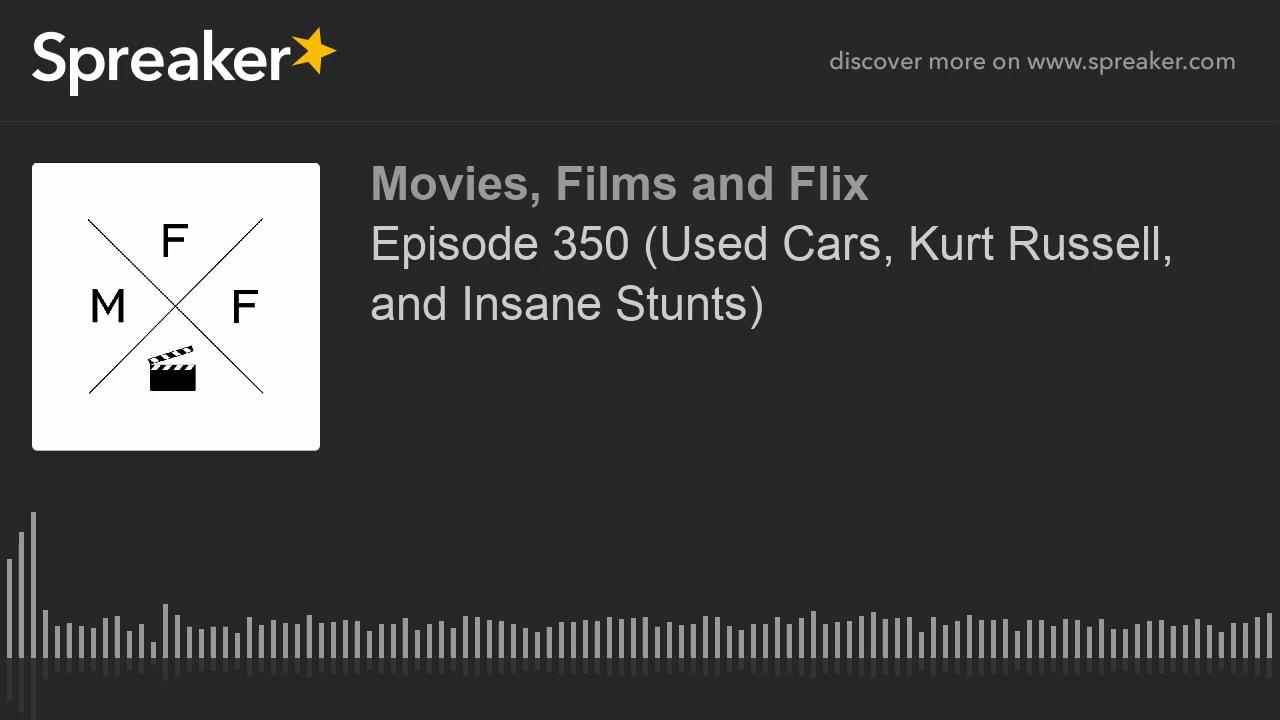 Spreaker
discover more on www.spreaker.com
Movies, Films and Flix
Episode 350 (Used Cars, Kurt Russell,
and Insane Stunts)
F
M F